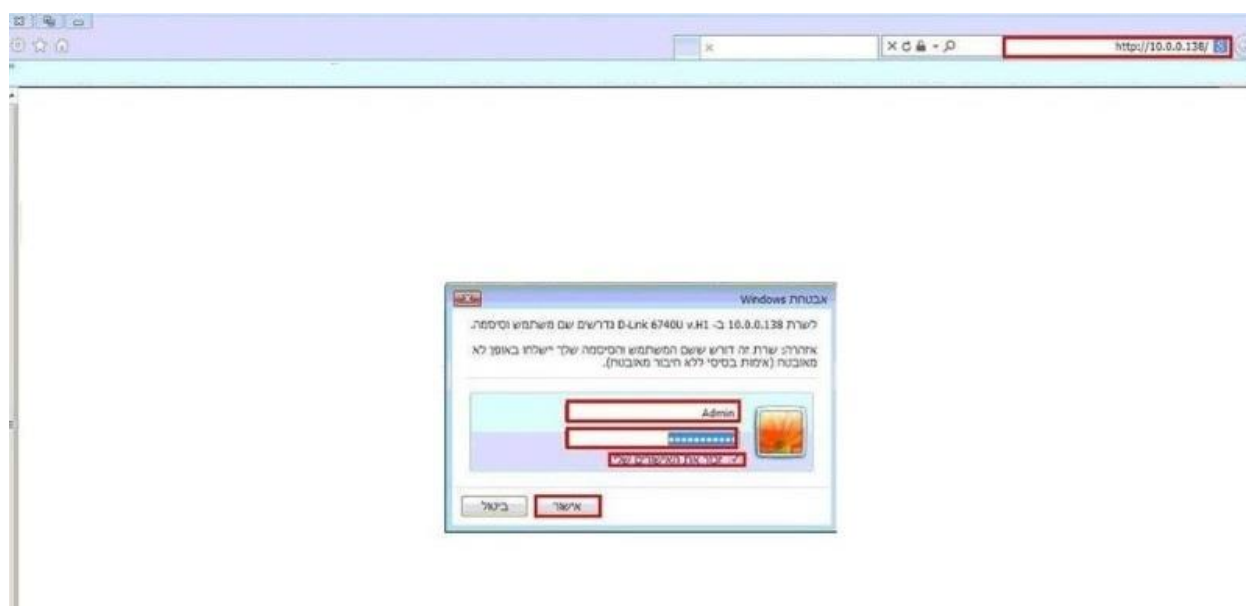 http://10.0.0.138/
אבטחת Windows
לשרת 10.0.0.138 ב- D-Link 6740U v.H1 נדרשים שם משתמש וסיסמה.
אזהרה: שרת זה דורש ששם המשתמש והסיסמה שלך יישלחו באופן לא
מאובטח (אימות בסיסי ללא חיבור מאובטח).
Admin
זכור את האישורים שלי
אישור
ביטול